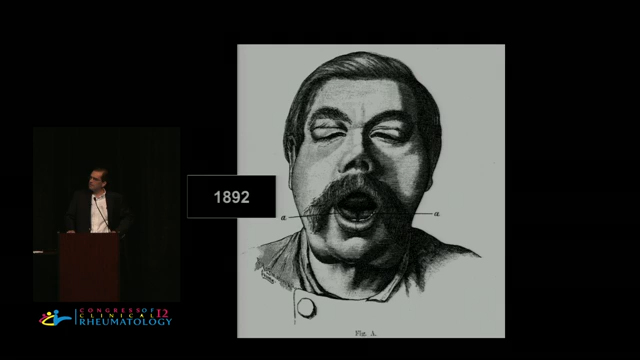 1892
a
a
Fig. A.
CONGRESS OF
CLINICAL 12
RHEUMATOLOGY